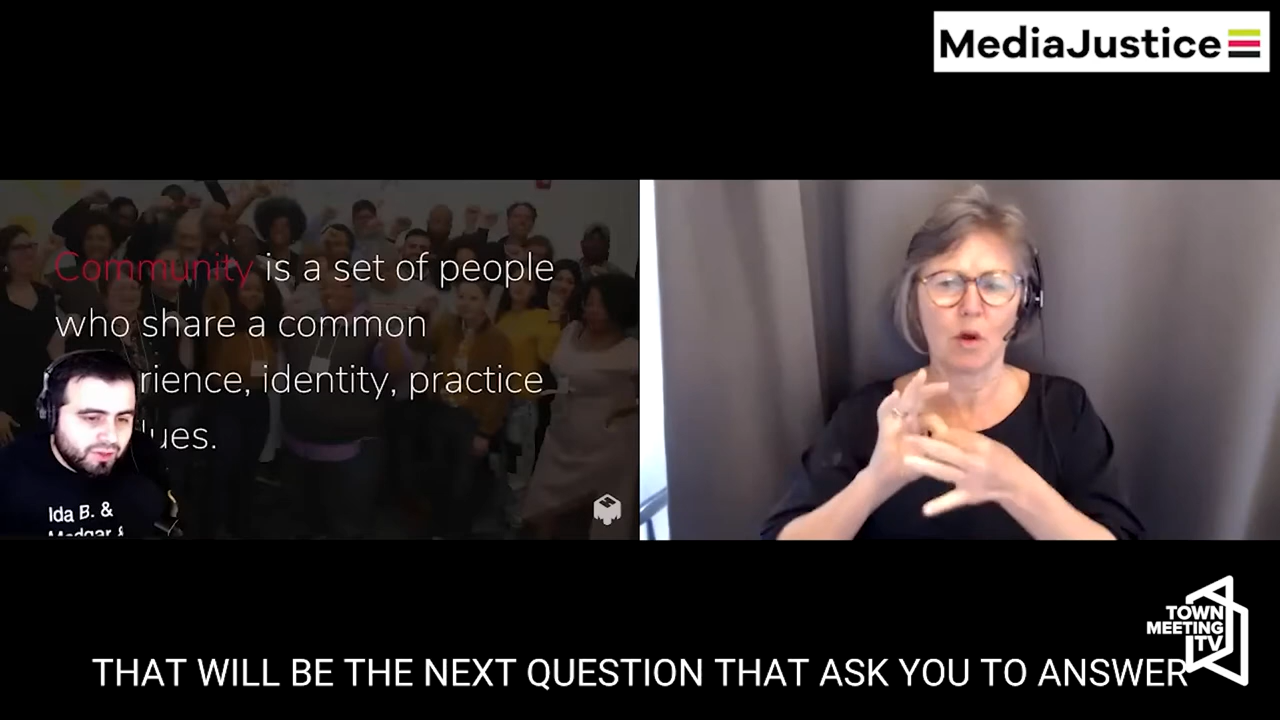 MediaJustice
Community is a set of people
who share a common
rience, identity, practice
lues.
Ida B. &
Medgar &
TOWN
MEETING
TV
THAT WILL BE THE NEXT QUESTION THAT ASK YOU TO ANSWER